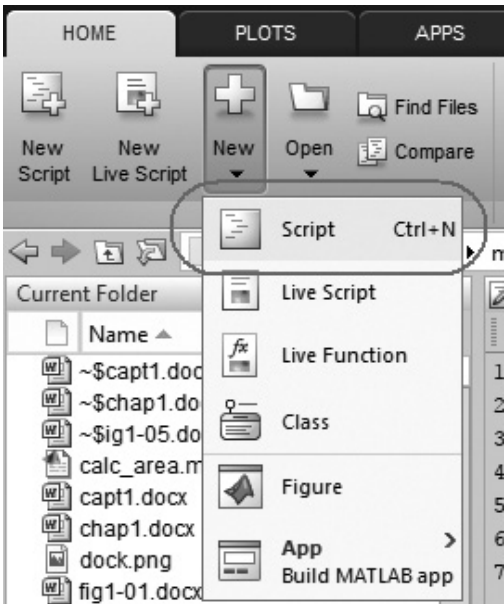 HOME PLOTS APPS
New Script
New Live Script
New
Open
Find Files
Compare
Script Ctrl+N
Live Script
Live Function
Class
Figure
App
Build MATLAB app
m
Current Folder
Name
~$capt1.doc
~$chap1.do
~$ig1-05.do
calc_area.m
capt1.docx
chap1.docx
dock.png
fig1-01.docx
1
2
3
4
5
6
7